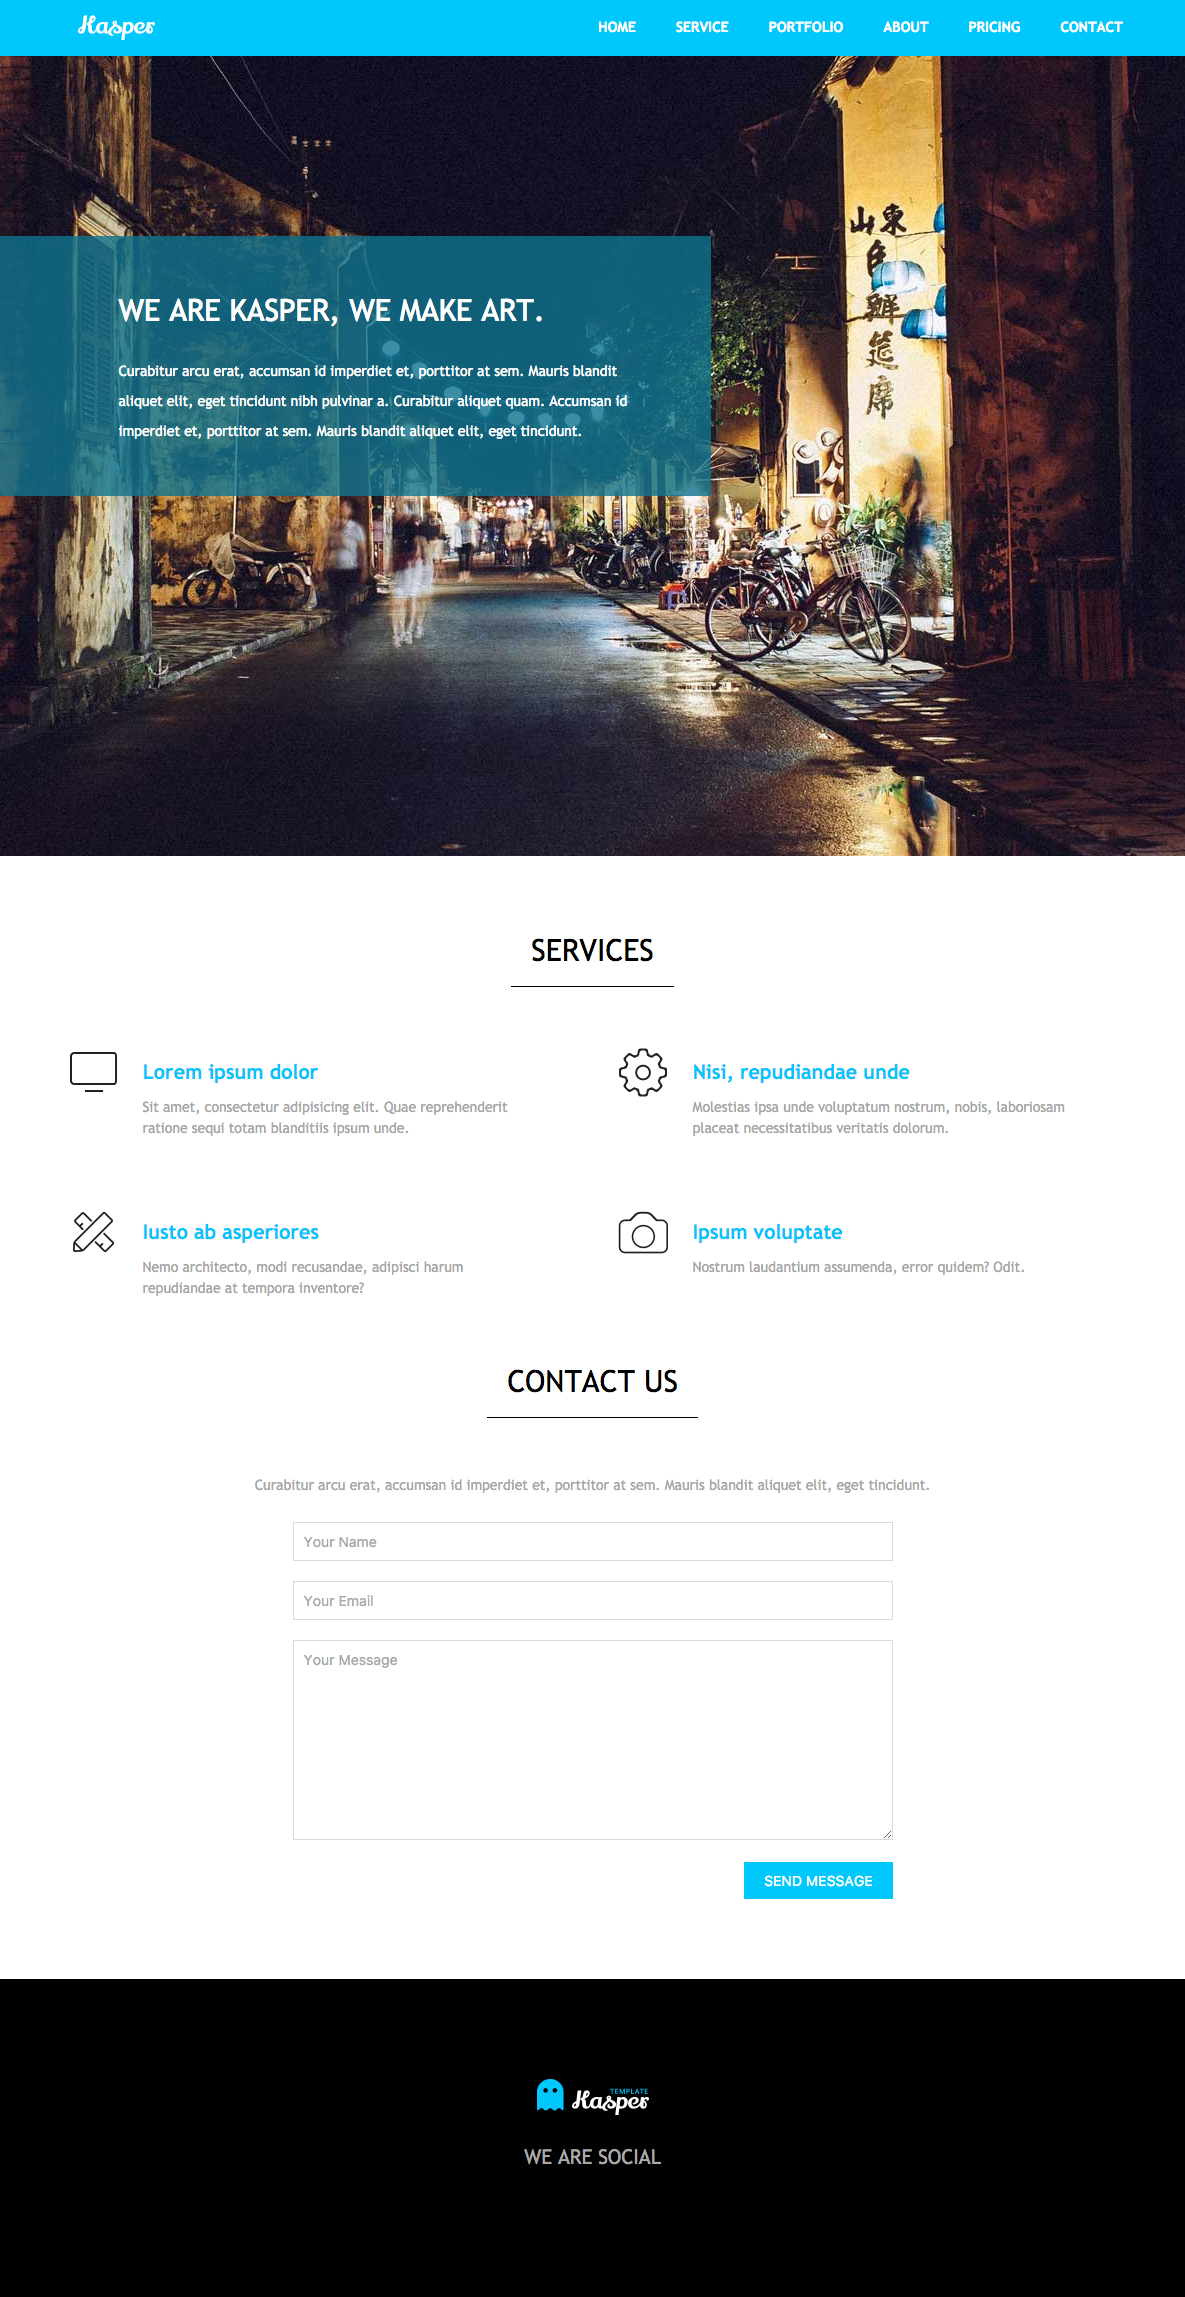 Kasper
HOME SERVICE PORTFOLIO ABOUT PRICING CONTACT
山東
色
鮮
筵
席
WE ARE KASPER, WE MAKE ART.
Curabitur arcu erat, accumsan id imperdiet et, porttitor at sem. Mauris blandit
aliquet elit, eget tincidunt nibh pulvinar a. Curabitur aliquet quam. Accumsan id
imperdiet et, porttitor at sem. Mauris blandit aliquet elit, eget tincidunt.
SERVICES
Lorem ipsum dolor
Sit amet, consectetur adipisicing elit. Quae reprehenderit
ratione sequi totam blanditiis ipsum unde.
Nisi, repudiandae unde
Molestias ipsa unde voluptatum nostrum, nobis, laboriosam
placeat necessitatibus veritatis dolorum.
Iusto ab asperiores
Nemo architecto, modi recusandae, adipisci harum
repudiandae at tempora inventore?
Ipsum voluptate
Nostrum laudantium assumenda, error quidem? Odit.
CONTACT US
Curabitur arcu erat, accumsan id imperdiet et, porttitor at sem. Mauris blandit aliquet elit, eget tincidunt.
Your Name
Your Email
Your Message
SEND MESSAGE
TEMPLATE
Kasper
WE ARE SOCIAL